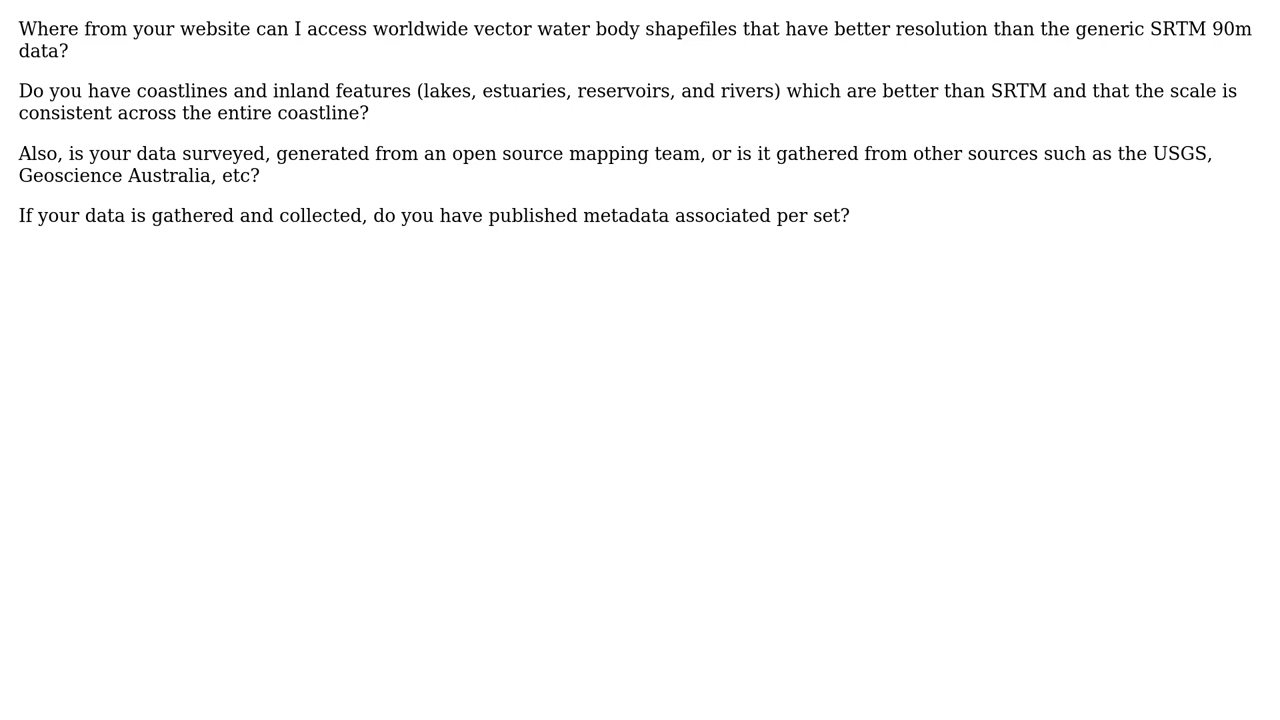 Where from your website can I access worldwide vector water body shapefiles that have better resolution than the generic SRTM 90m
data?
Do you have coastlines and inland features (lakes, estuaries, reservoirs, and rivers) which are better than SRTM and that the scale is
consistent across the entire coastline?
Also, is your data surveyed, generated from an open source mapping team, or is it gathered from other sources such as the USGS,
Geoscience Australia, etc?
If your data is gathered and collected, do you have published metadata associated per set?